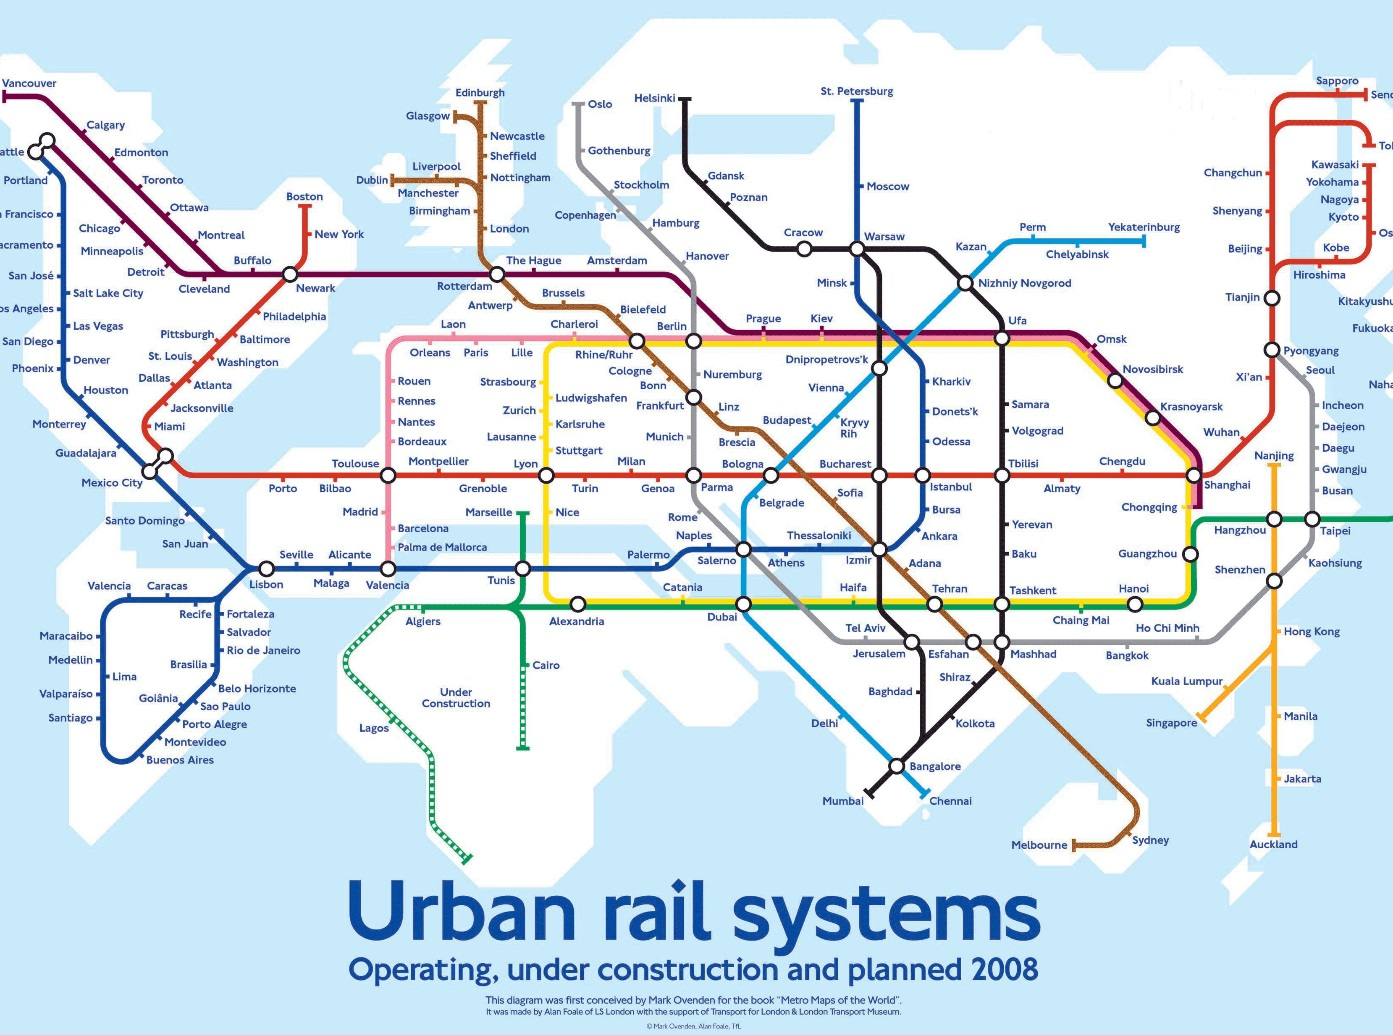 Vancouver
Calgary
Edmonton
Toronto
Ottawa
Montreal
attle
Portland
n Francisco
acramento
San José
os Angeles
San Diego
Phoenix
Salt Lake City
Las Vegas
Denver
Houston
Monterrey
Guadalajara
Mexico City
Chicago
Minneapolis
Detroit
Cleveland
Buffalo
Boston
New York
Newark
Philadelphia
Pittsburgh
Baltimore
St. Louis
Washington
Dallas
Atlanta
Jacksonville
Miami
Santo Domingo
San Juan
Lisbon
Seville
Malaga
Alicante
Valencia
Valencia
Caracas
Recife
Fortaleza
Salvador
Rio de Janeiro
Brasilia
Belo Horizonte
Goiânia
Sao Paulo
Porto Alegre
Montevideo
Buenos Aires
Maracaibo
Medellin
Lima
Valparaíso
Santiago
Edinburgh
Glasgow
Newcastle
Sheffield
Nottingham
Liverpool
Dublin
Manchester
Birmingham
London
Rotterdam
The Hague
Amsterdam
Antwerp
Brussels
Bielefeld
Rhine/Ruhr
Cologne
Bonn
Frankfurt
Linz
Brescia
Laon
Orleans
Paris
Lille
Charleroi
Berlin
Rouen
Rennes
Nantes
Bordeaux
Toulouse
Montpellier
Porto
Bilbao
Grenoble
Madrid
Barcelona
Palma de Mallorca
Strasbourg
Ludwigshafen
Zurich
Karlsruhe
Lausanne
Stuttgart
Lyon
Turin
Milan
Genoa
Nice
Marseille
Tunis
Algiers
Cairo
Lagos
Under
Construction
Alexandria
Catania
Palermo
Naples
Salerno
Rome
Parma
Munich
Nuremburg
Hanover
Hamburg
Copenhagen
Stockholm
Gothenburg
Oslo
Helsinki
Gdansk
Poznan
Cracow
Warsaw
St. Petersburg
Moscow
Minsk
Kazan
Perm
Chelyabinsk
Yekaterinburg
Nizhniy Novgorod
Prague
Kiev
Ufa
Omsk
Novosibirsk
Krasnoyarsk
Dnipropetrovs'k
Vienna
Kryvy
Rih
Budapest
Bologna
Belgrade
Bucharest
Sofia
Kharkiv
Donets'k
Odessa
Istanbul
Bursa
Ankara
Izmir
Thessaloniki
Athens
Samara
Volgograd
Tbilisi
Yerevan
Baku
Tashkent
Mashhad
Almaty
Chengdu
Shanghai
Chongqing
Guangzhou
Hanoi
Chaing Mai
Ho Chi Minh
Bangkok
Dubai
Haifa
Adana
Tehran
Tel Aviv
Jerusalem
Esfahan
Baghdad
Shiraz
Kolkota
Delhi
Bangalore
Mumbai
Chennai
Melbourne
Sydney
Sapporo
Send
Tok
Changchun
Shenyang
Beijing
Tianjin
Pyongyang
Xi'an
Wuhan
Kawasaki
Yokohama
Nagoya
Kyoto
Os
Kobe
Hiroshima
Kitakyushu
Fukuoka
Naha
Seoul
Incheon
Daejeon
Daegu
Gwangju
Busan
Nanjing
Hangzhou
Taipei
Kaohsiung
Shenzhen
Hong Kong
Kuala Lumpur
Singapore
Manila
Jakarta
Auckland
Urban rail systems
Operating, under construction and planned 2008
This diagram was first conceived by Mark Ovenden for the book "Metro Maps of the World".
It was made by Alan Foale of LS London with the support of Transport for London & London Transport Museum.
© Mark Ovenden, Alan Foale, TfL